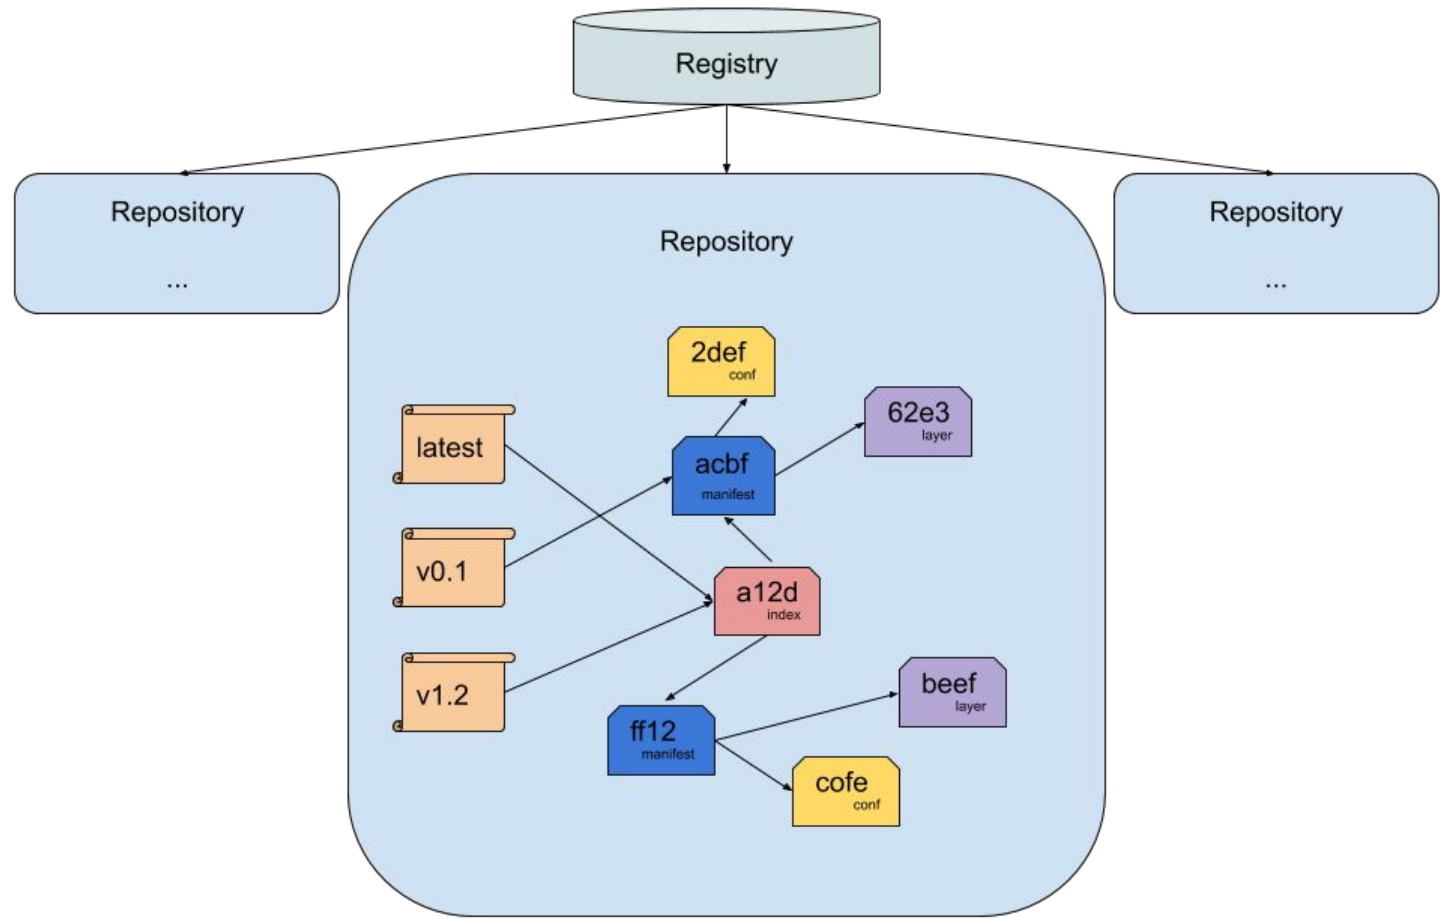 Registry
Repository
...
Repository
Repository
...
2def
conf
62e3
layer
latest
acbf
manifest
v0.1
a12d
index
v1.2
beef
layer
ff12
manifest
cofe
conf